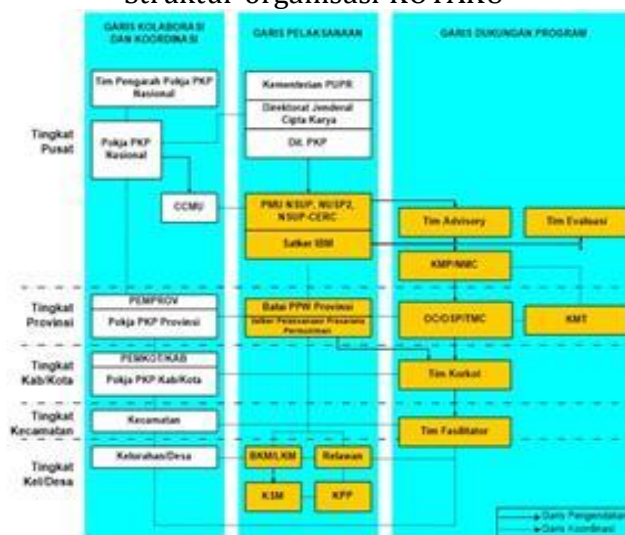 struktur organisasi KOTAKU
GARIS KOLABORASI
DAN KOORDINASI
GARIS PELAKSANAAN
GARIS DUKUNGAN PROGRAM
Tingkat
Pusat
Tim Pengarah Pokja PKP
Nasional
Pokja PKP
Nasional
CCMU
Kementerian PUPR
Direktorat Jenderal
Cipta Karya
Dit. PKP
PMU NSUP, NUSP2,
NSUP-CERC
Satker IBM
Tim Advisory
Tim Evaluasi
KMP/NMC
Tingkat
Provinsi
PEMPROV
Pokja PKP Provinsi
Balai PPW Provinsi
Satker Pelaksanaan Prasarana
Permukiman
OC/OSP/TMC
KMT
Tingkat
Kab/Kota
PEMKOT/KAB
Pokja PKP Kab/Kota
Tim Korkot
Tingkat
Kecamatan
Kecamatan
Tim Fasilitator
Tingkat
Kel/Desa
Kelurahan/Desa
BKM/LKM
Relawan
KSM
KPP
Garis Pengendalian
Garis Koordinasi